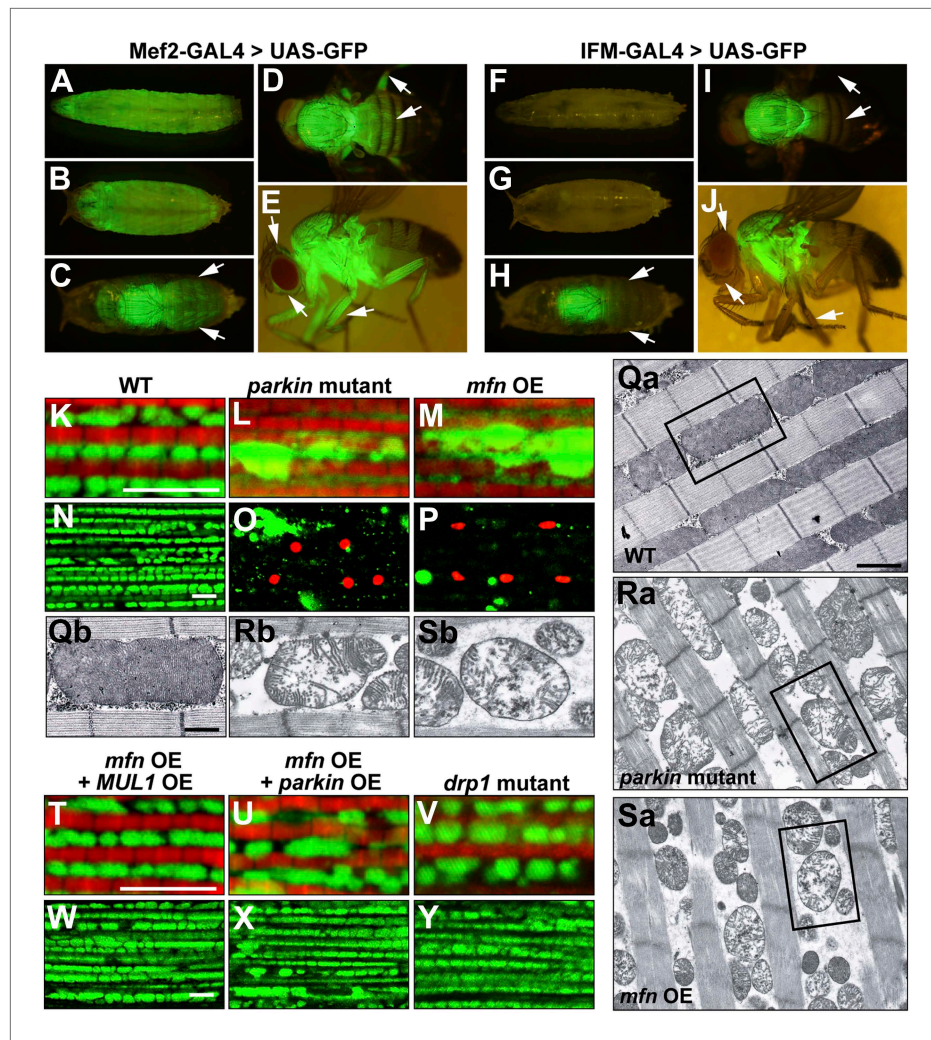 Mef2-GAL4 > UAS-GFP
IFM-GAL4 > UAS-GFP
A
D
F
I
B
E
G
J
C
H
WT
parkin mutant
mfn OE
Qa
K
L
M
N
O
P
WT
Ra
Qb
Rb
Sb
parkin mutant
mfn OE
+ MUL1 OE
mfn OE
+ parkin OE
drp1 mutant
Sa
T
U
V
W
X
Y
mfn OE